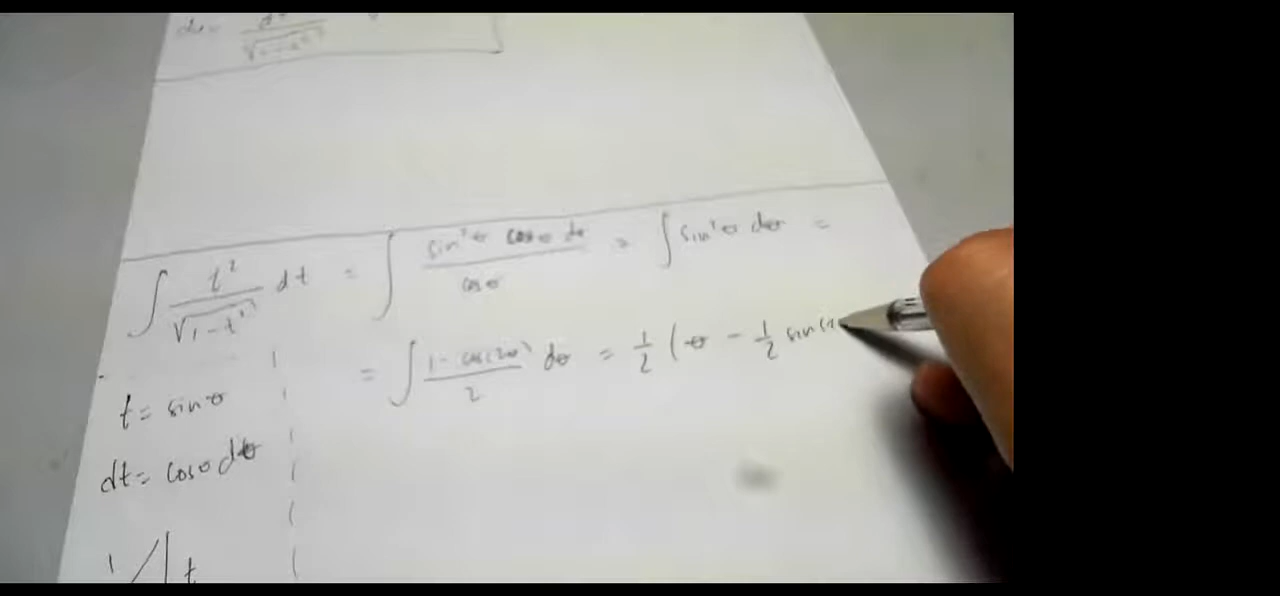 ∫ t²/√(1-t²) dt = ∫ sin²θ cosθ dθ / cosθ = ∫ sin²θ dθ =
= ∫ (1 - cos(2θ))/2 dθ = 1/2 (θ - 1/2 sin(2
t = sinθ
dt = cosθ dθ
1 t